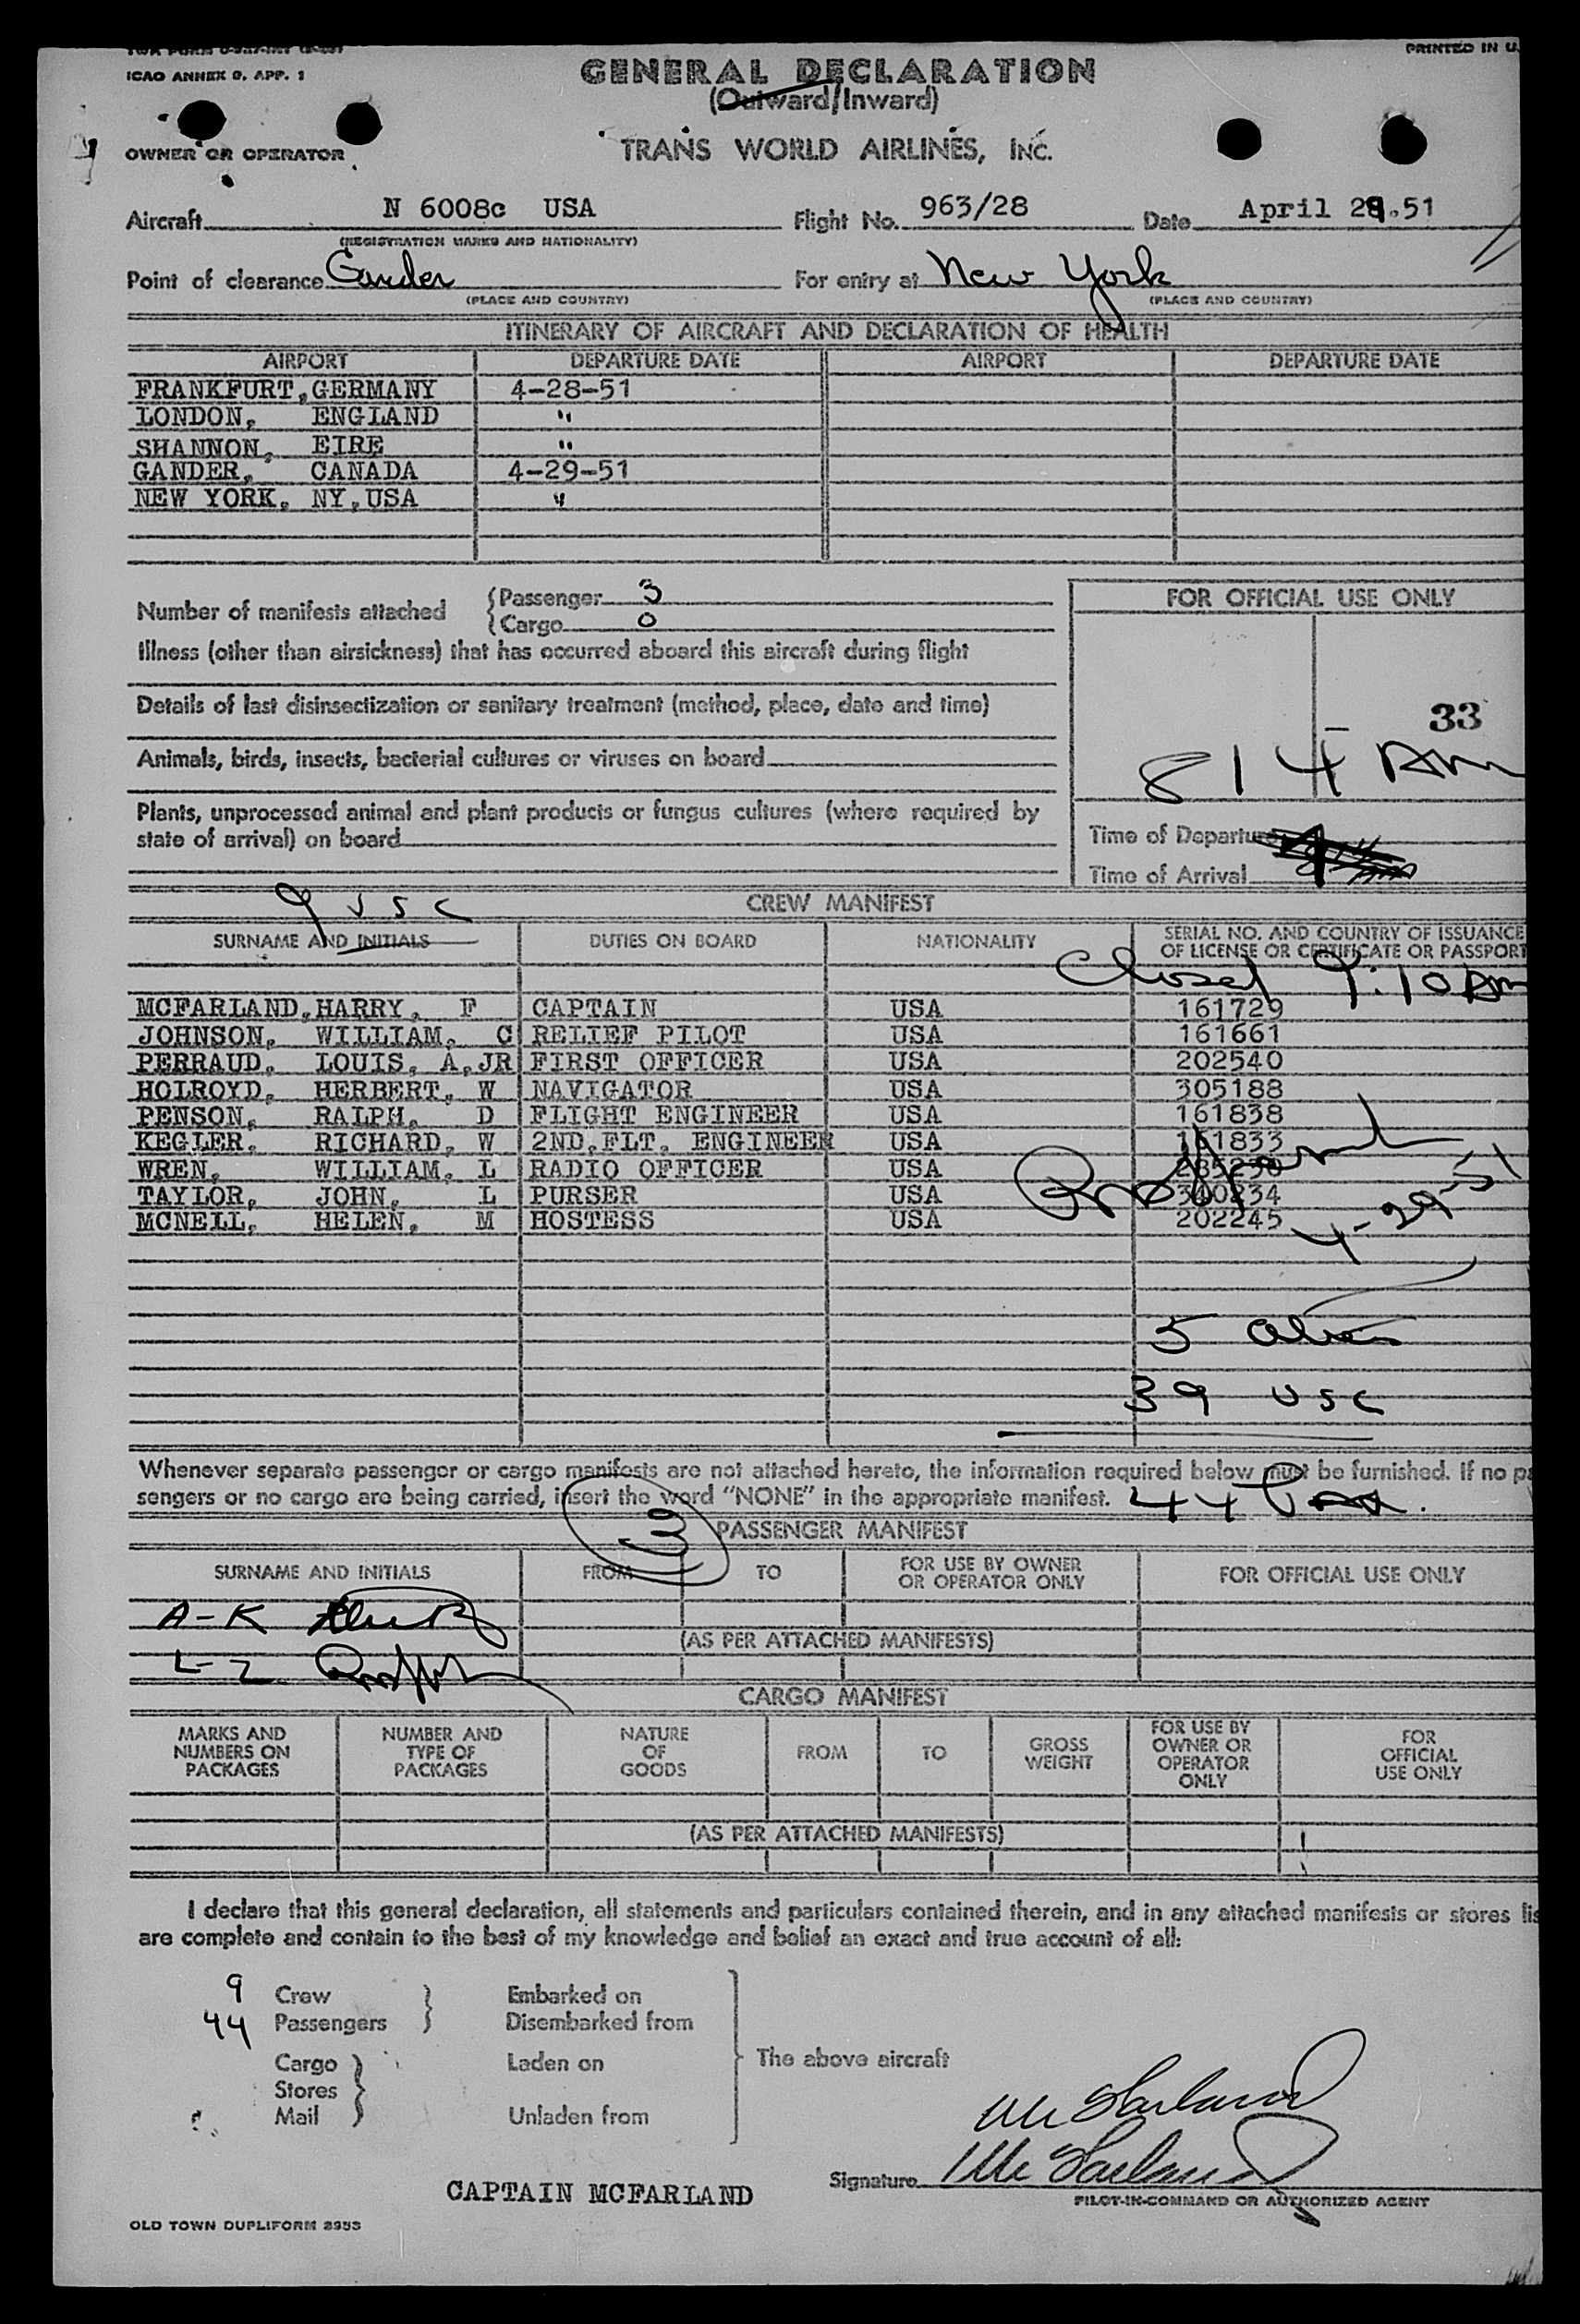 ICAO ANNEX 9. APP. 1
PRINTED IN U.
GENERAL DECLARATION
(Outward/Inward)
OWNER OR OPERATOR
TRANS WORLD AIRLINES, INC.
Aircraft N 6008c USA Flight No. 963/28 Date April 29.51
(REGISTRATION MARKS AND NATIONALITY)
Point of clearance Gander For entry at New York
(PLACE AND COUNTRY) (PLACE AND COUNTRY)
ITINERARY OF AIRCRAFT AND DECLARATION OF HEALTH
AIRPORT DEPARTURE DATE AIRPORT DEPARTURE DATE
FRANKFURT, GERMANY 4-28-51
LONDON, ENGLAND "
SHANNON, EIRE "
GANDER, CANADA 4-29-51
NEW YORK, NY, USA "
Number of manifests attached { Passenger 3
{ Cargo 0
FOR OFFICIAL USE ONLY
Illness (other than airsickness) that has occurred aboard this aircraft during flight
Details of last disinsectization or sanitary treatment (method, place, date and time)
33
Animals, birds, insects, bacterial cultures or viruses on board
814 AM
Plants, unprocessed animal and plant products or fungus cultures (where required by
state of arrival) on board
Time of Departure
Time of Arrival
9 USC
CREW MANIFEST
SURNAME AND INITIALS DUTIES ON BOARD NATIONALITY SERIAL NO. AND COUNTRY OF ISSUANCE
OF LICENSE OR CERTIFICATE OR PASSPORT
Closed 9:10 AM
MCFARLAND, HARRY, F CAPTAIN USA 161729
JOHNSON, WILLIAM, C RELIEF PILOT USA 161661
PERRAUD, LOUIS, A, JR FIRST OFFICER USA 202540
HOLROYD, HERBERT, W NAVIGATOR USA 305188
PENSON, RALPH, D FLIGHT ENGINEER USA 161838
KEGLER, RICHARD, W 2ND. FLT. ENGINEER USA 161833
WREN, WILLIAM, L RADIO OFFICER USA
TAYLOR, JOHN, L PURSER USA 340234
MCNELL, HELEN, M HOSTESS USA 202245
4-29-51
5 Aliens
39 USC
Whenever separate passenger or cargo manifests are not attached hereto, the information required below must be furnished. If no pa
sengers or no cargo are being carried, insert the word "NONE" in the appropriate manifest. 44 Pax.
3
PASSENGER MANIFEST
SURNAME AND INITIALS FROM TO FOR USE BY OWNER
OR OPERATOR ONLY FOR OFFICIAL USE ONLY
A-K
(AS PER ATTACHED MANIFESTS)
L-Z
CARGO MANIFEST
MARKS AND
NUMBERS ON
PACKAGES
NUMBER AND
TYPE OF
PACKAGES
NATURE
OF
GOODS
FROM
TO
GROSS
WEIGHT
FOR USE BY
OWNER OR
OPERATOR
ONLY
FOR
OFFICIAL
USE ONLY
(AS PER ATTACHED MANIFESTS)
I declare that this general declaration, all statements and particulars contained therein, and in any attached manifests or stores lis
are complete and contain to the best of my knowledge and belief an exact and true account of all:
9 Crew } Embarked on
44 Passengers } Disembarked from
Cargo } Laden on
The above aircraft
Stores
Mail } Unladen from
McFarland
CAPTAIN MCFARLAND Signature McFarland
PILOT-IN-COMMAND OR AUTHORIZED AGENT
OLD TOWN DUPLIFORM 8953